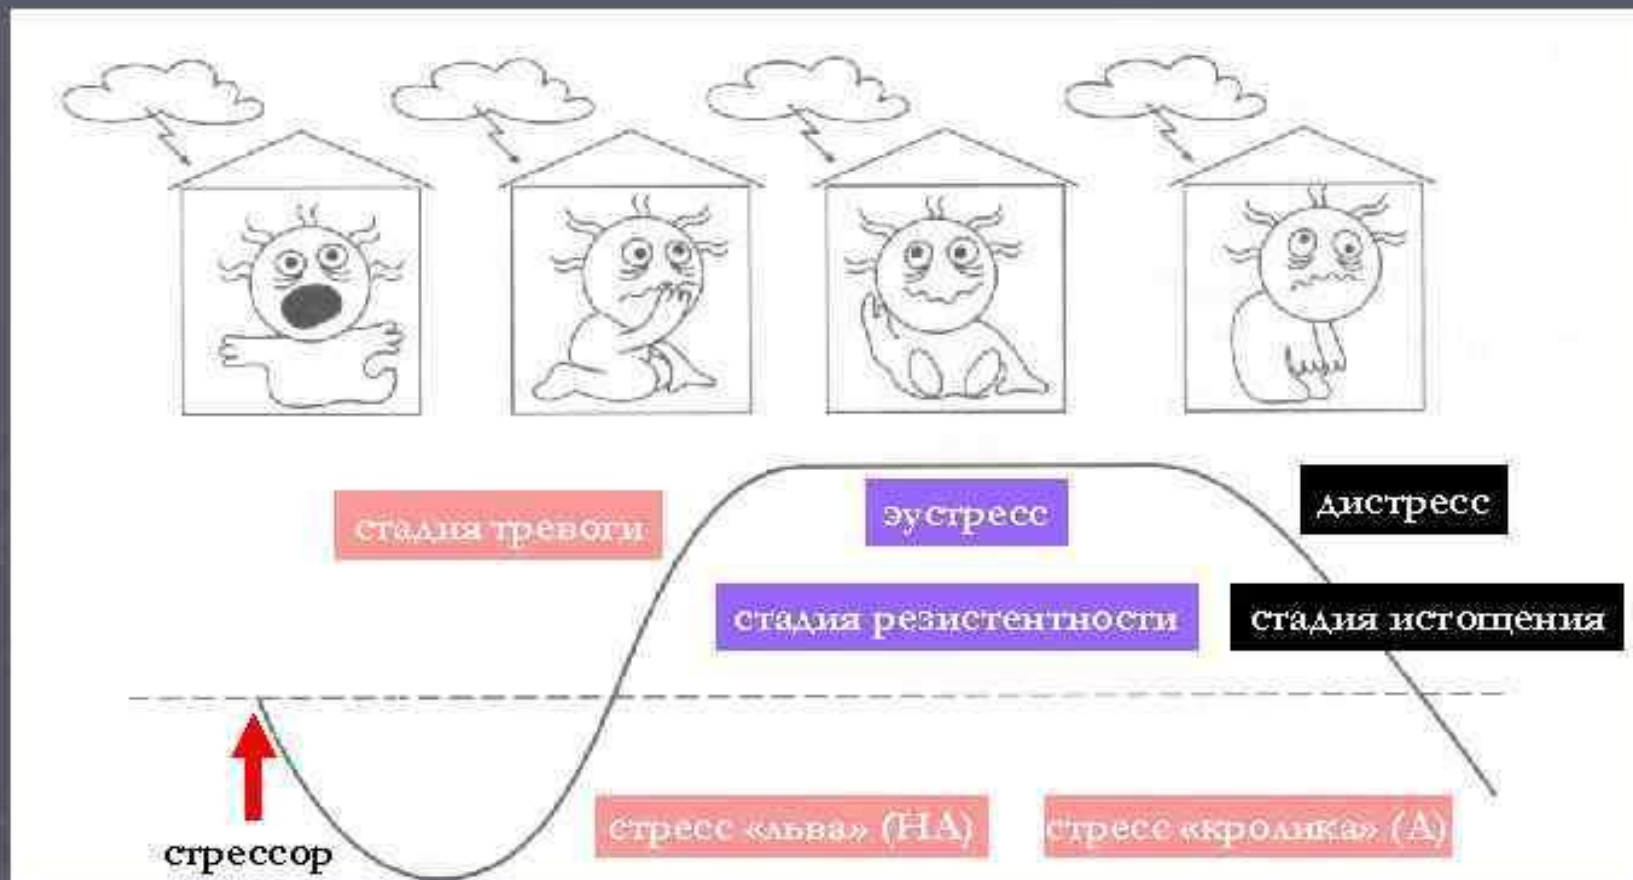 стадия тревоги
эустресс
дистресс
стадия резистентности
стадия истощения
стрессор
стресс «льва» (НА)
стресс «кролика» (А)